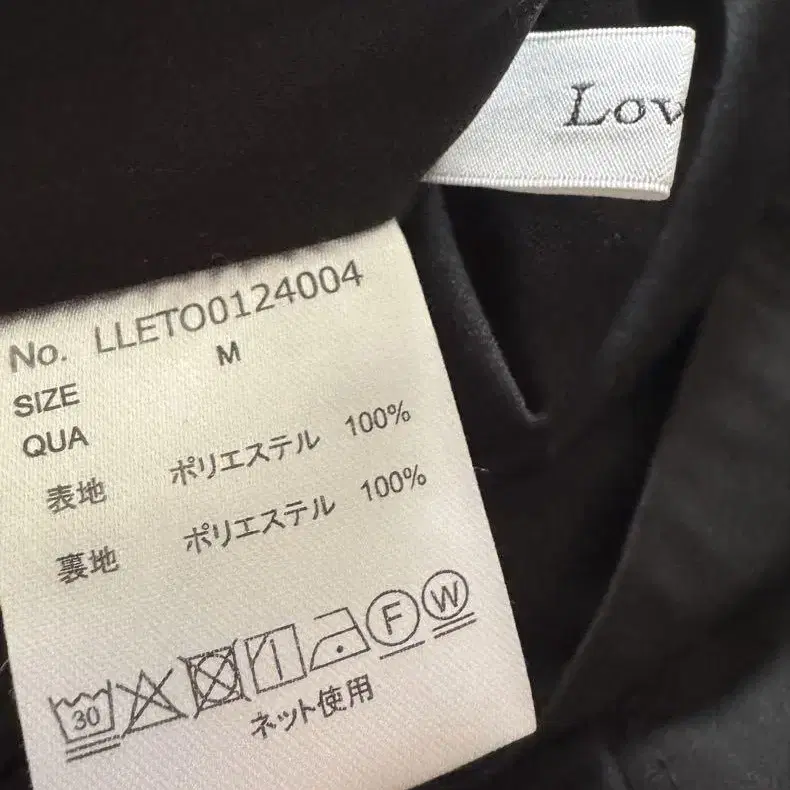 Lov
No. LLETO0124004
SIZE M
QUA
表地 ポリエステル 100%
裏地 ポリエステル 100%
30 F W
ネット使用